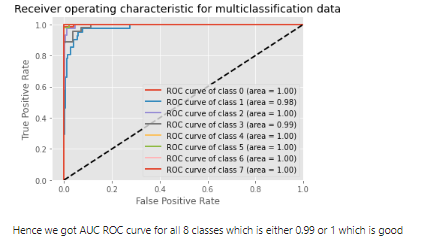 Receiver operating characteristic for multiclassification data
1.0
0.8
0.6
0.4
0.2
0.0
True Positive Rate
ROC curve of class 0 (area = 1.00)
ROC curve of class 1 (area = 0.98)
ROC curve of class 2 (area = 1.00)
ROC curve of class 3 (area = 0.99)
ROC curve of class 4 (area = 1.00)
ROC curve of class 5 (area = 1.00)
ROC curve of class 6 (area = 1.00)
ROC curve of class 7 (area = 1.00)
0.0 0.2 0.4 0.6 0.8 1.0
False Positive Rate
Hence we got AUC ROC curve for all 8 classes which is either 0.99 or 1 which is good